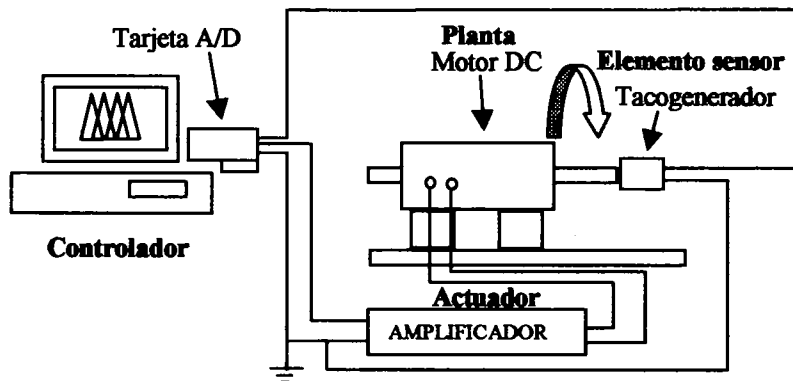 Tarjeta A/D
Planta
Motor DC
Elemento sensor
Tacogenerador
Controlador
Actuador
AMPLIFICADOR